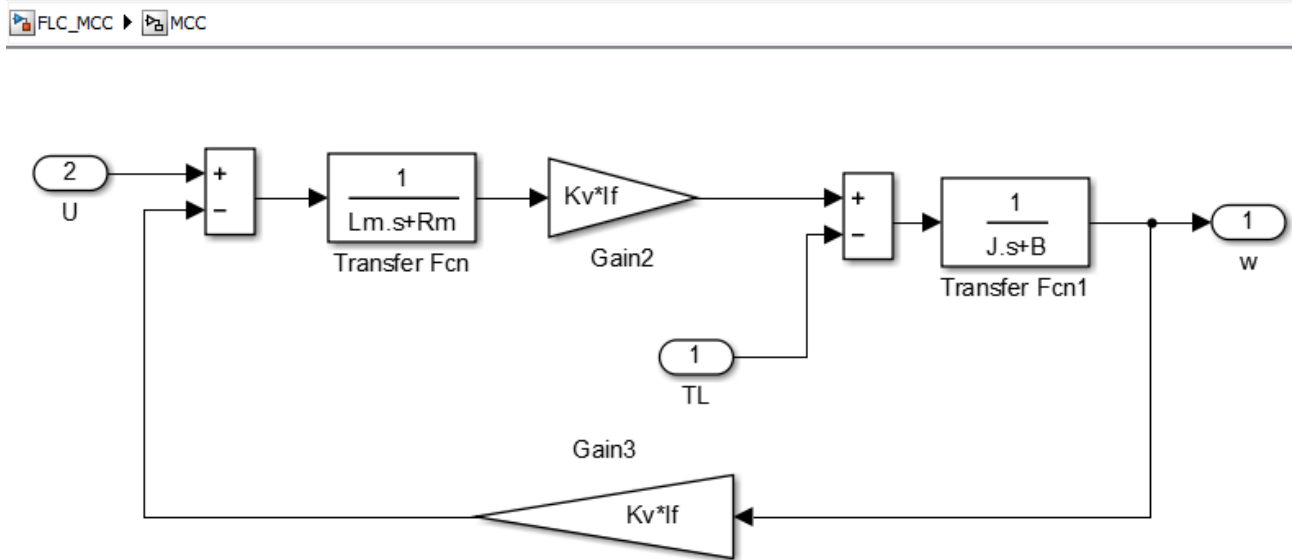 FLC_MCC MCC
2
U
+
−
1
Lm.s+Rm
Transfer Fcn
Kv*If
Gain2
+
−
1
J.s+B
Transfer Fcn1
1
w
1
TL
Gain3
Kv*If